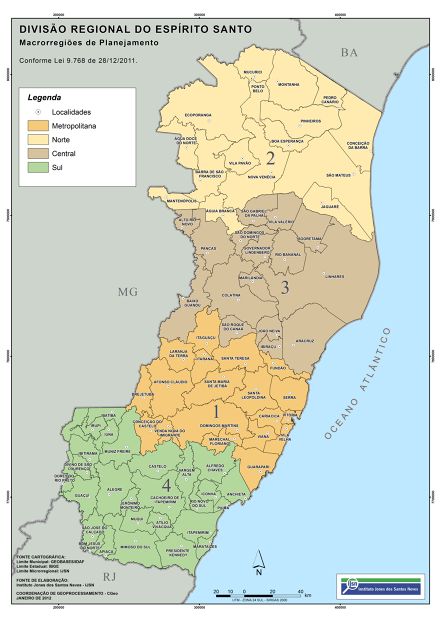 DIVISÃO REGIONAL DO ESPÍRITO SANTO
Macrorregiões de Planejamento
Conforme Lei 9.768 de 28/12/2011.
Legenda
Localidades
Metropolitana
Norte
Central
Sul
BA
MUCURICI
MONTANHA
PONTO
BELO
PEDRO
CANÁRIO
ECOPORANGA
PINHEIROS
ÁGUA DOCE
DO NORTE
BOA ESPERANÇA
CONCEIÇÃO
DA BARRA
2
VILA PAVÃO
BARRA DE SÃO
FRANCISCO
NOVA VENÉCIA
SÃO MATEUS
MANTENÓPOLIS
JAGUARÉ
ÁGUA BRANCA
ALTO RIO
NOVO
SÃO GABRIEL
DA PALHA
VILA VALÉRIO
SÃO DOMINGOS
DO NORTE
SOORETAMA
PANCAS
GOVERNADOR
LINDENBERG
RIO BANANAL
MARILÂNDIA
LINHARES
MG
3
COLATINA
BAIXO
GUANDU
SÃO ROQUE
DO CANAÃ
JOÃO NEIVA
ARACRUZ
IBIRAÇU
ITAGUAÇU
LARANJA
DA TERRA
ITARANA
SANTA TERESA
FUNDÃO
AFONSO CLÁUDIO
SANTA MARIA
DE JETIBÁ
BREJETUBA
SANTA
LEOPOLDINA
SERRA
1
CARIACICA
VITÓRIA
CONCEIÇÃO DO
CASTELO
VENDA NOVA DO
IMIGRANTE
DOMINGOS MARTINS
VIANA
VILA
VELHA
MARECHAL
FLORIANO
GUARAPARI
OCEANO ATLÂNTICO
IBATIBA
IÚNA
MUNIZ FREIRE
IBITIRAMA
CASTELO
VARGEM
ALTA
ALFREDO
CHAVES
DIVINO DE SÃO
LOURENÇO
4
GUAÇUÍ
ALEGRE
CACHOEIRO DE
ITAPEMIRIM
ICONHA
ANCHIETA
RIO NOVO
DO SUL
PIÚMA
JERÔNIMO
MONTEIRO
SÃO JOSÉ DO
CALÇADO
MUQUI
ATÍLIO
VIVÁCQUA
ITAPEMIRIM
BOM JESUS
DO NORTE
APIACÁ
MIMOSO DO SUL
MARATAÍZES
PRESIDENTE
KENNEDY
RJ
FONTE CARTOGRÁFICA:
Limite Municipal: GEOBASES/IDAF
Limite Estadual: IBGE
Limite Microrregional: IJSN
FONTE DE ELABORAÇÃO:
Instituto Jones dos Santos Neves - IJSN
COORDENAÇÃO DE GEOPROCESSAMENTO - CGeo
JANEIRO DE 2012
N
20 10 0 20 40
km
ijsn
Instituto Jones dos Santos Neves